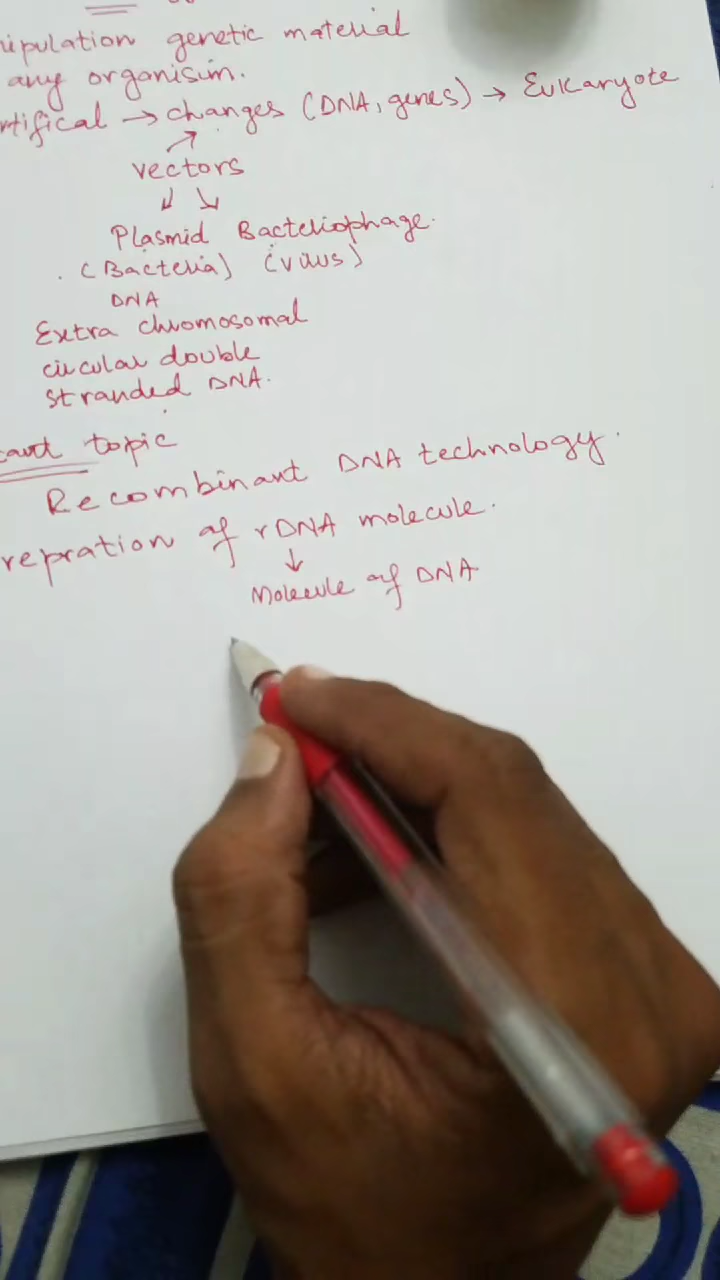 ipulation genetic material
any organisim.
tifical → changes (DNA, genes) → Eukaryote
vectors
Plasmid Bacteriophage.
(Bacteria) (virus)
DNA
Extra chromosomal
circular double
stranded DNA.
topic
Recombinant DNA technology.
repration of rDNA molecule.
Molecule of DNA